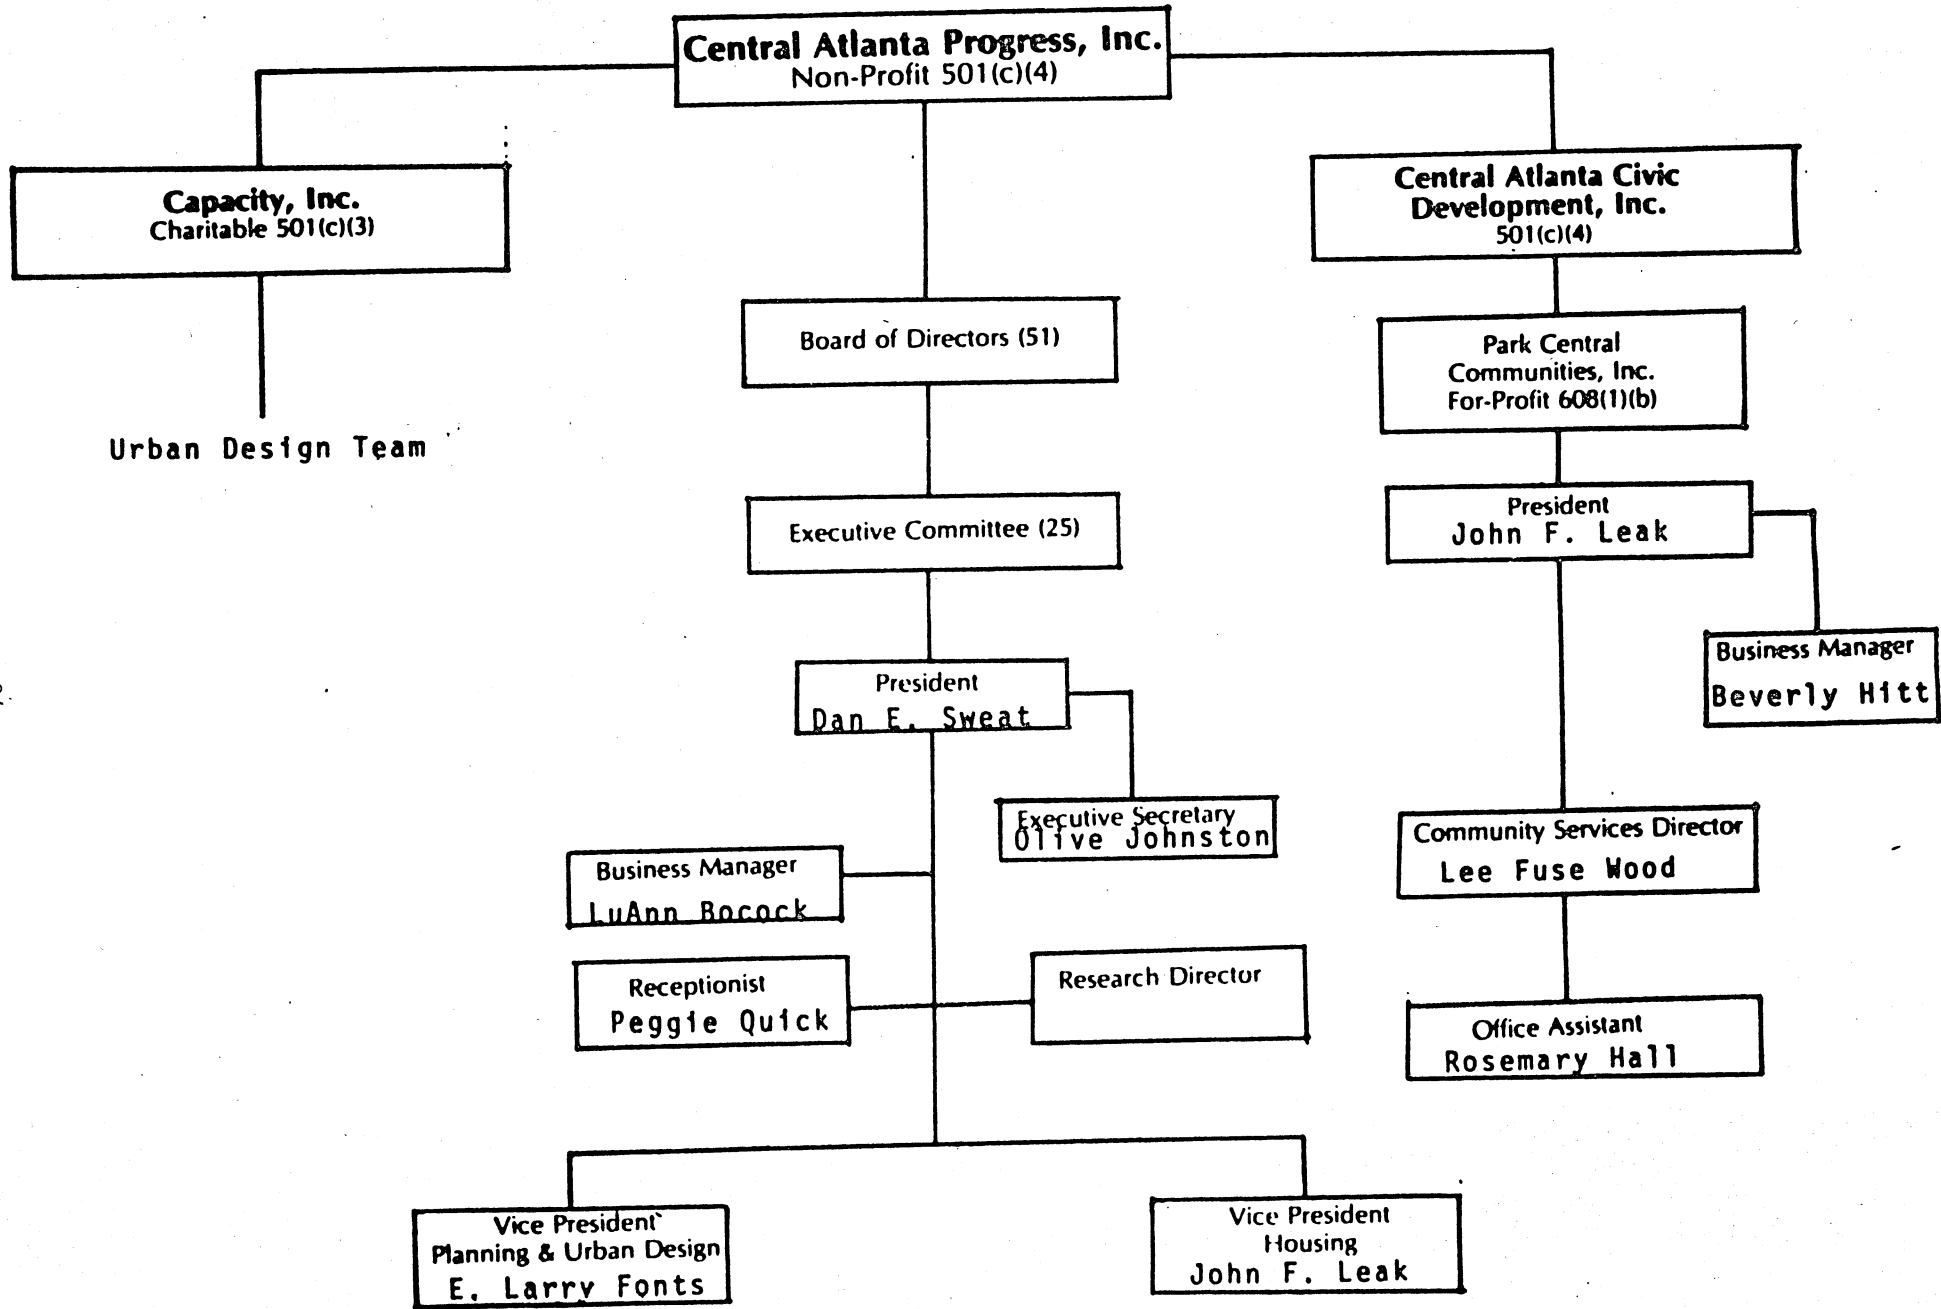 Central Atlanta Progress, Inc.
Non-Profit 501(c)(4)
Capacity, Inc.
Charitable 501(c)(3)
Urban Design Team
Board of Directors (51)
Executive Committee (25)
President
Dan E. Sweat
Executive Secretary
Olive Johnston
Business Manager
LuAnn Bocock
Receptionist
Peggie Quick
Research Director
Vice President
Planning & Urban Design
E. Larry Fonts
Vice President
Housing
John F. Leak
Central Atlanta Civic
Development, Inc.
501(c)(4)
Park Central
Communities, Inc.
For-Profit 608(1)(b)
President
John F. Leak
Business Manager
Beverly Hitt
Community Services Director
Lee Fuse Wood
Office Assistant
Rosemary Hall